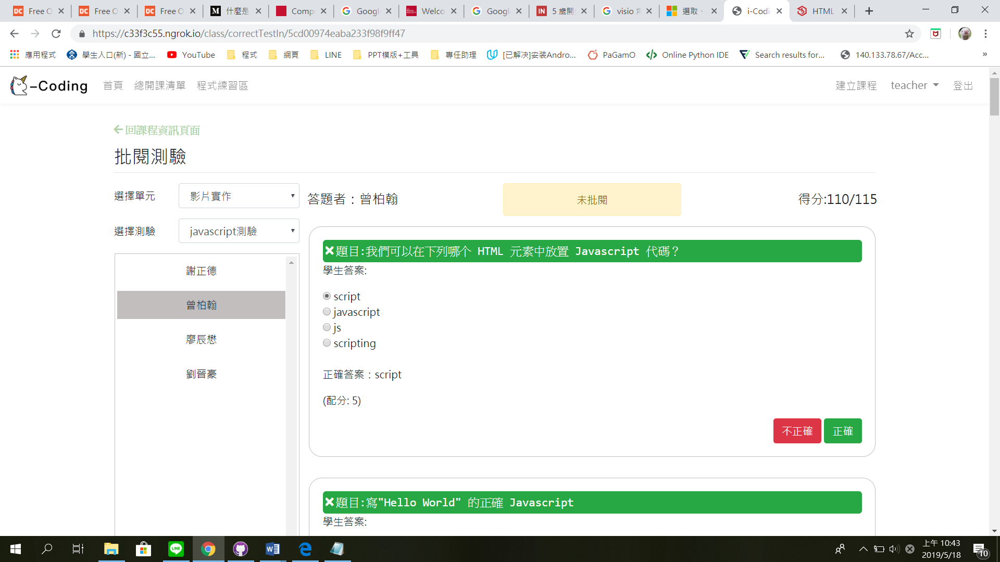 Free O
Free O
Free O
什麼是
Comp
Googl
Welco
Googl
5 歲開
visio
選取、
i-Codi
HTML
https://c33f3c55.ngrok.io/class/correctTestIn/5cd00974eaba233f98f9ff47
應用程式
學生入口(新) - 國立...
YouTube
程式
網頁
LINE
PPT模版+工具
專任助理
[已解决]安装Andro...
PaGamO
Online Python IDE
Search results for...
140.133.78.67/Acc...
»
-Coding
首頁
總開課清單
程式練習區
建立課程
teacher
登出
回課程資訊頁面
批閱測驗
選擇單元
影片實作
答題者：曾柏翰
未批閱
得分:110/115
選擇測驗
javascript測驗
謝正德
曾柏翰
廖辰懋
劉晉豪
題目:我們可以在下列哪个 HTML 元素中放置 Javascript 代碼？
學生答案:
script
javascript
js
scripting
正確答案：script
(配分: 5)
不正確
正確
題目:寫"Hello World" 的正確 Javascript
學生答案:
上午 10:43
2019/5/18
10